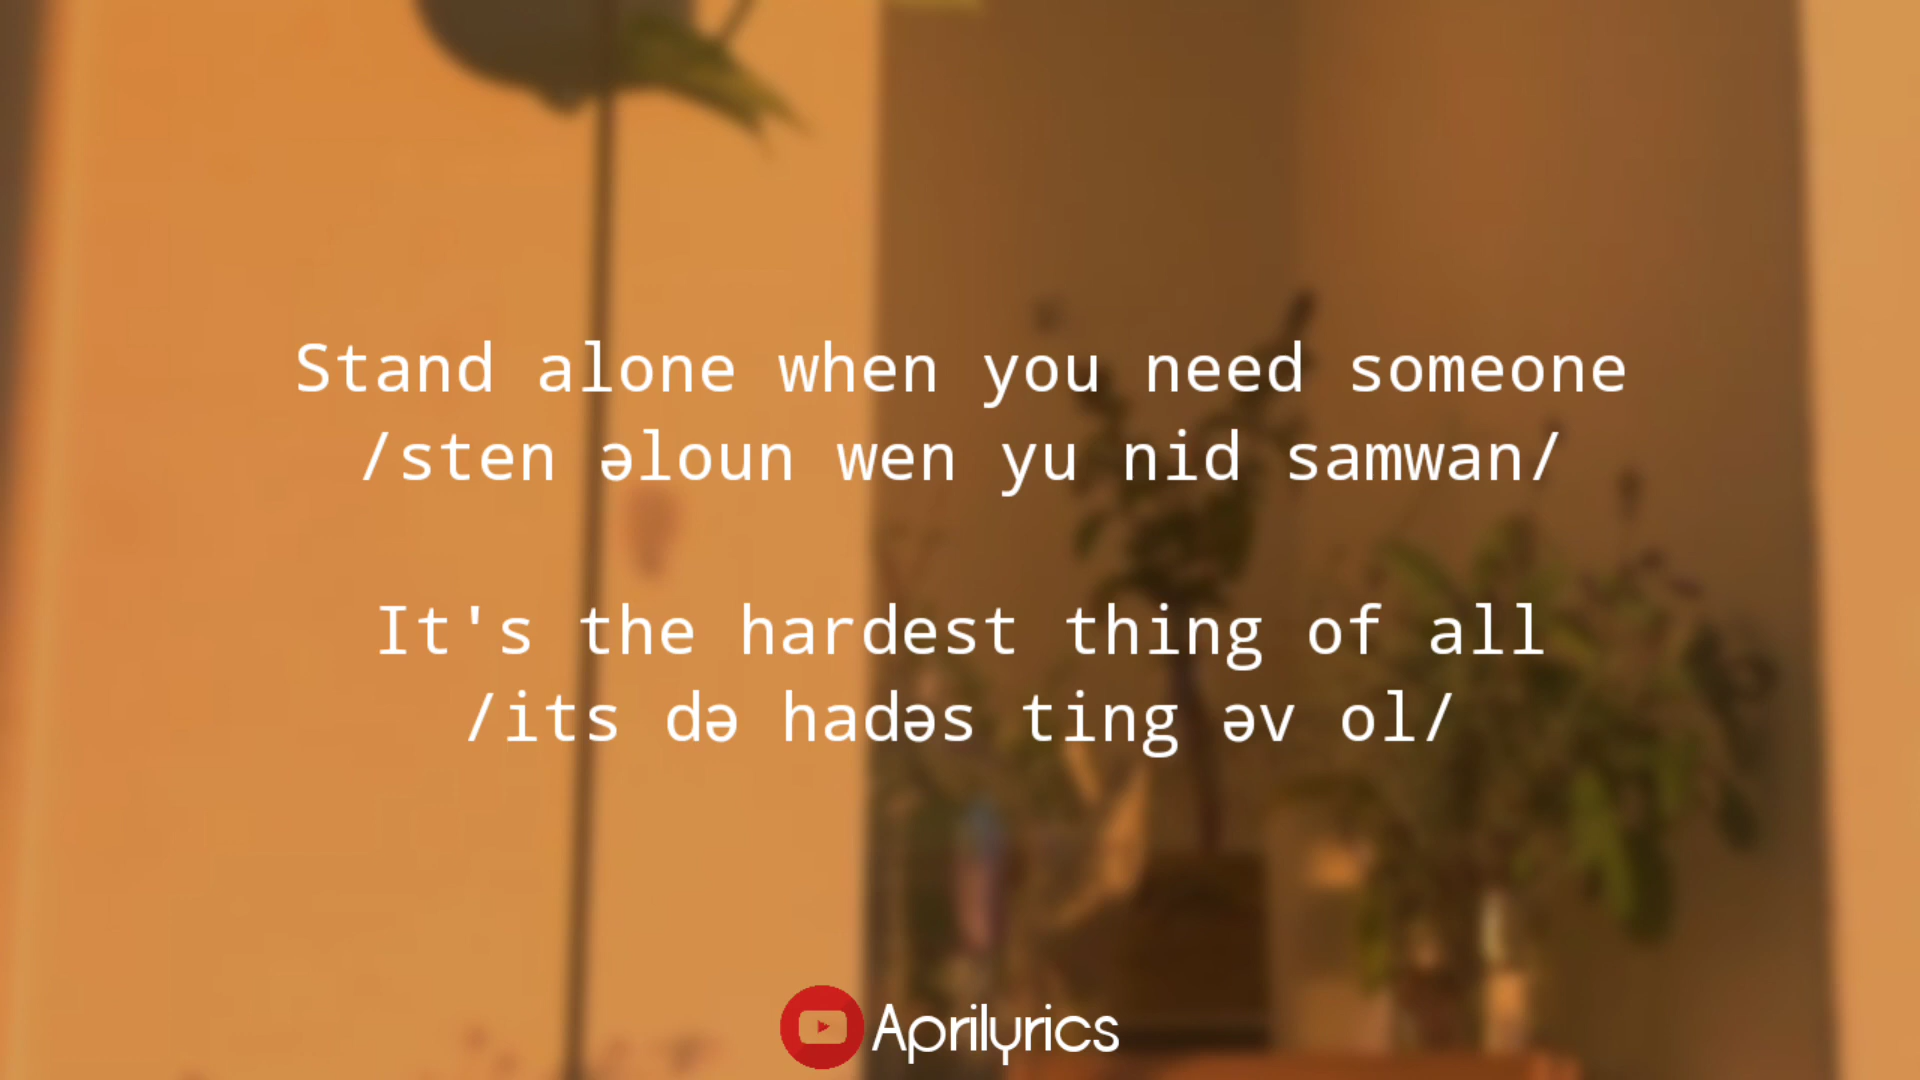 Stand alone when you need someone
/sten əloun wen yu nid samwan/
It's the hardest thing of all
/its də hadəs ting əv ol/
Aprilyrics